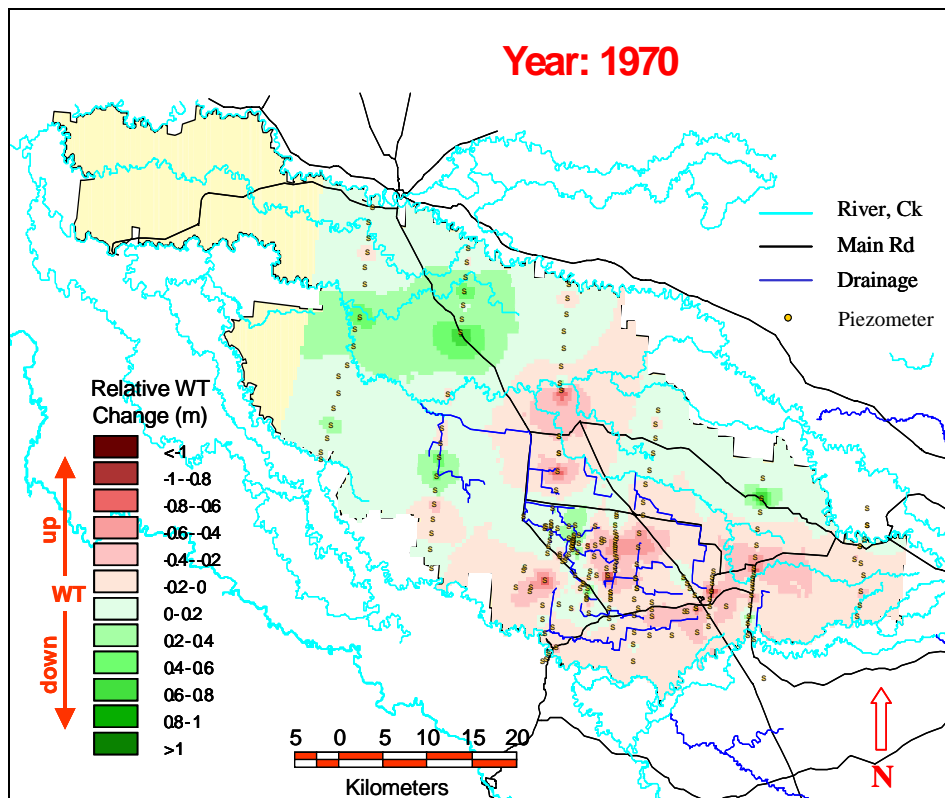 Year: 1970
River, Ck
Main Rd
Drainage
Piezometer
Relative WT
Change (m)
<-1
-1--0.8
-0.8--0.6
-0.6--0.4
-0.4--0.2
-0.2-0
0-0.2
0.2-0.4
0.4-0.6
0.6-0.8
0.8-1
>1
up
WT
down
5 0 5 10 15 20
Kilometers
N